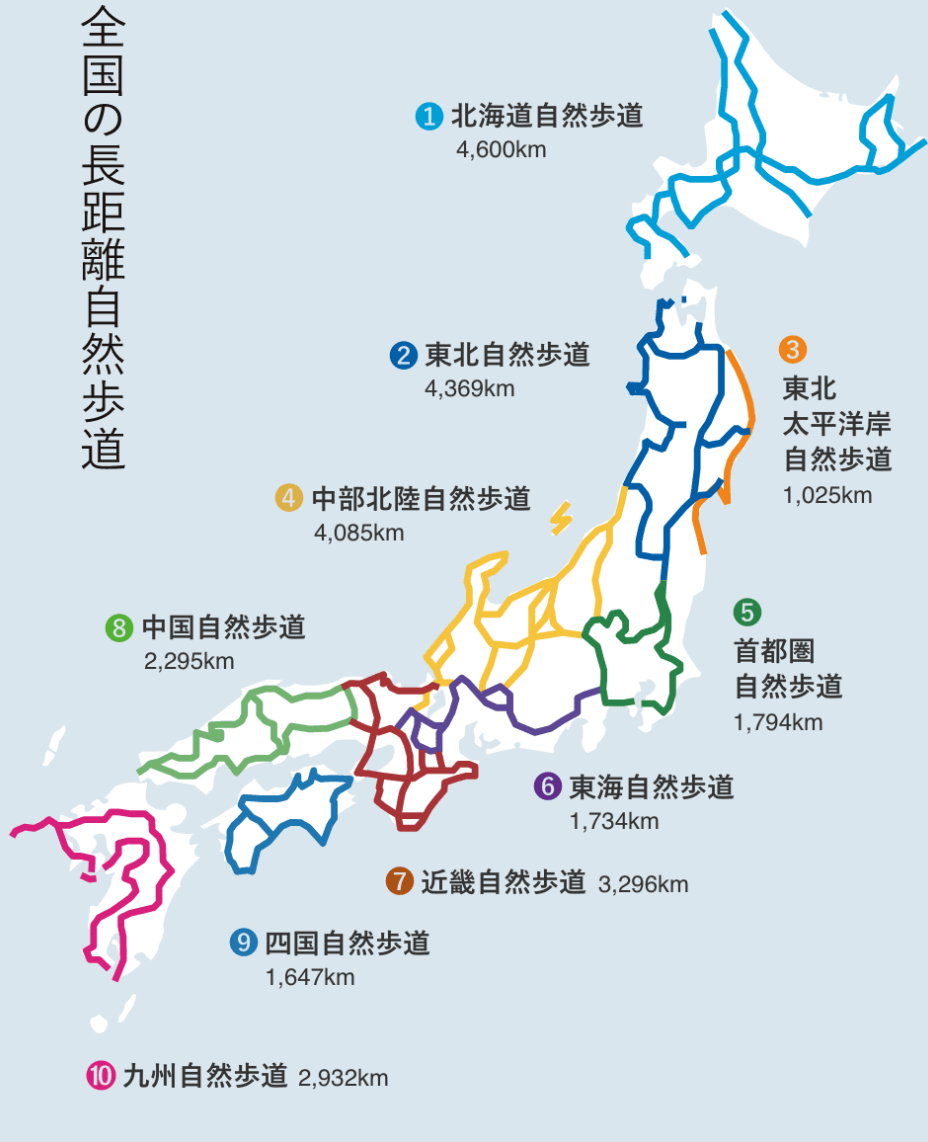 全国の長距離自然歩道
1 北海道自然歩道
4,600km
2 東北自然歩道
4,369km
3
東北
太平洋岸
自然歩道
1,025km
4 中部北陸自然歩道
4,085km
5
首都圏
自然歩道
1,794km
6 東海自然歩道
1,734km
7 近畿自然歩道 3,296km
8 中国自然歩道
2,295km
9 四国自然歩道
1,647km
10 九州自然歩道 2,932km